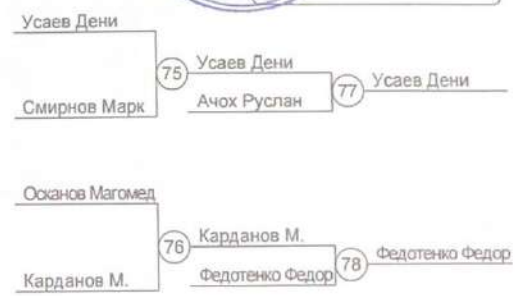 Усаев Дени
75
Усаев Дени
77
Усаев Дени
Смирнов Марк
Ачох Руслан
Осканов Магомед
76
Карданов М.
78
Федотенко Федор
Карданов М.
Федотенко Федор